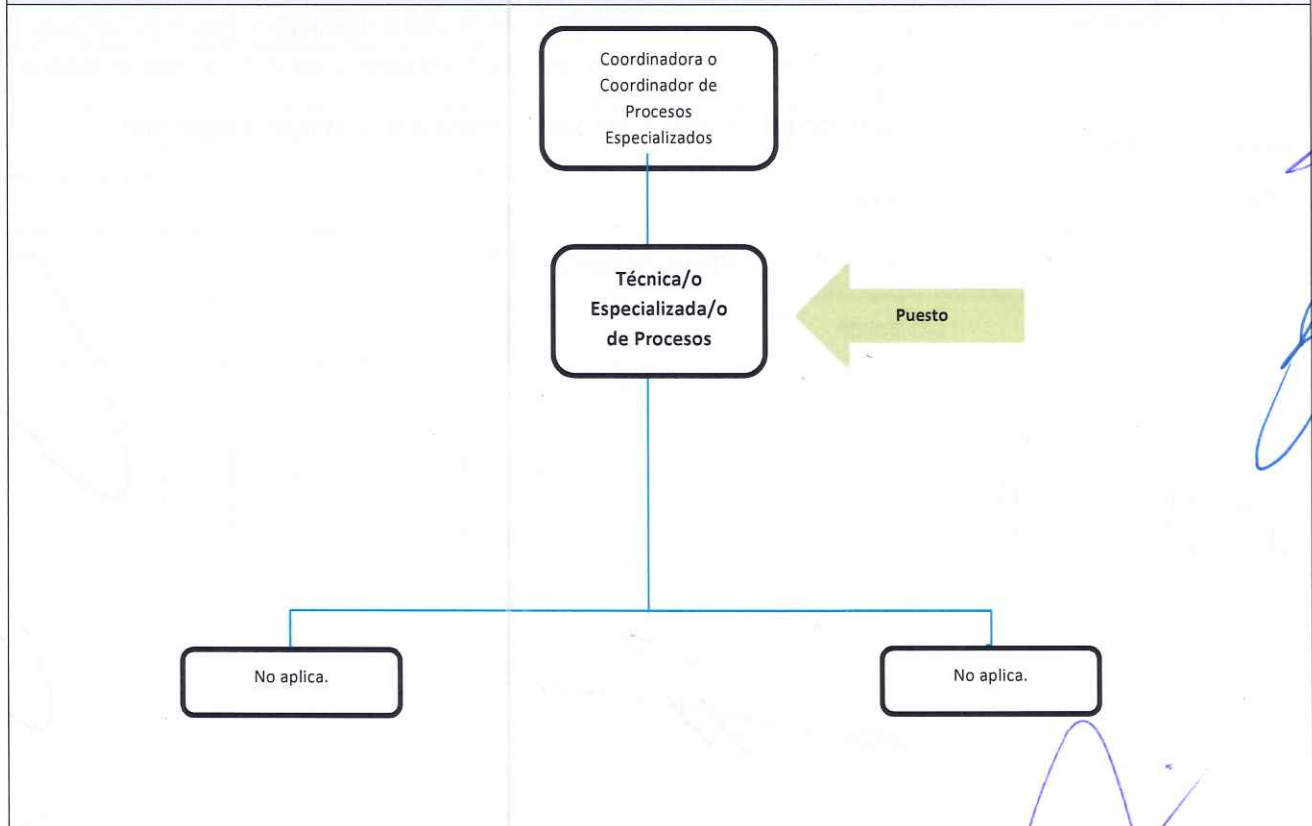 Coordinadora o
Coordinador de
Procesos
Especializados
Técnica/o
Especializada/o
de Procesos
Puesto
No aplica.
No aplica.